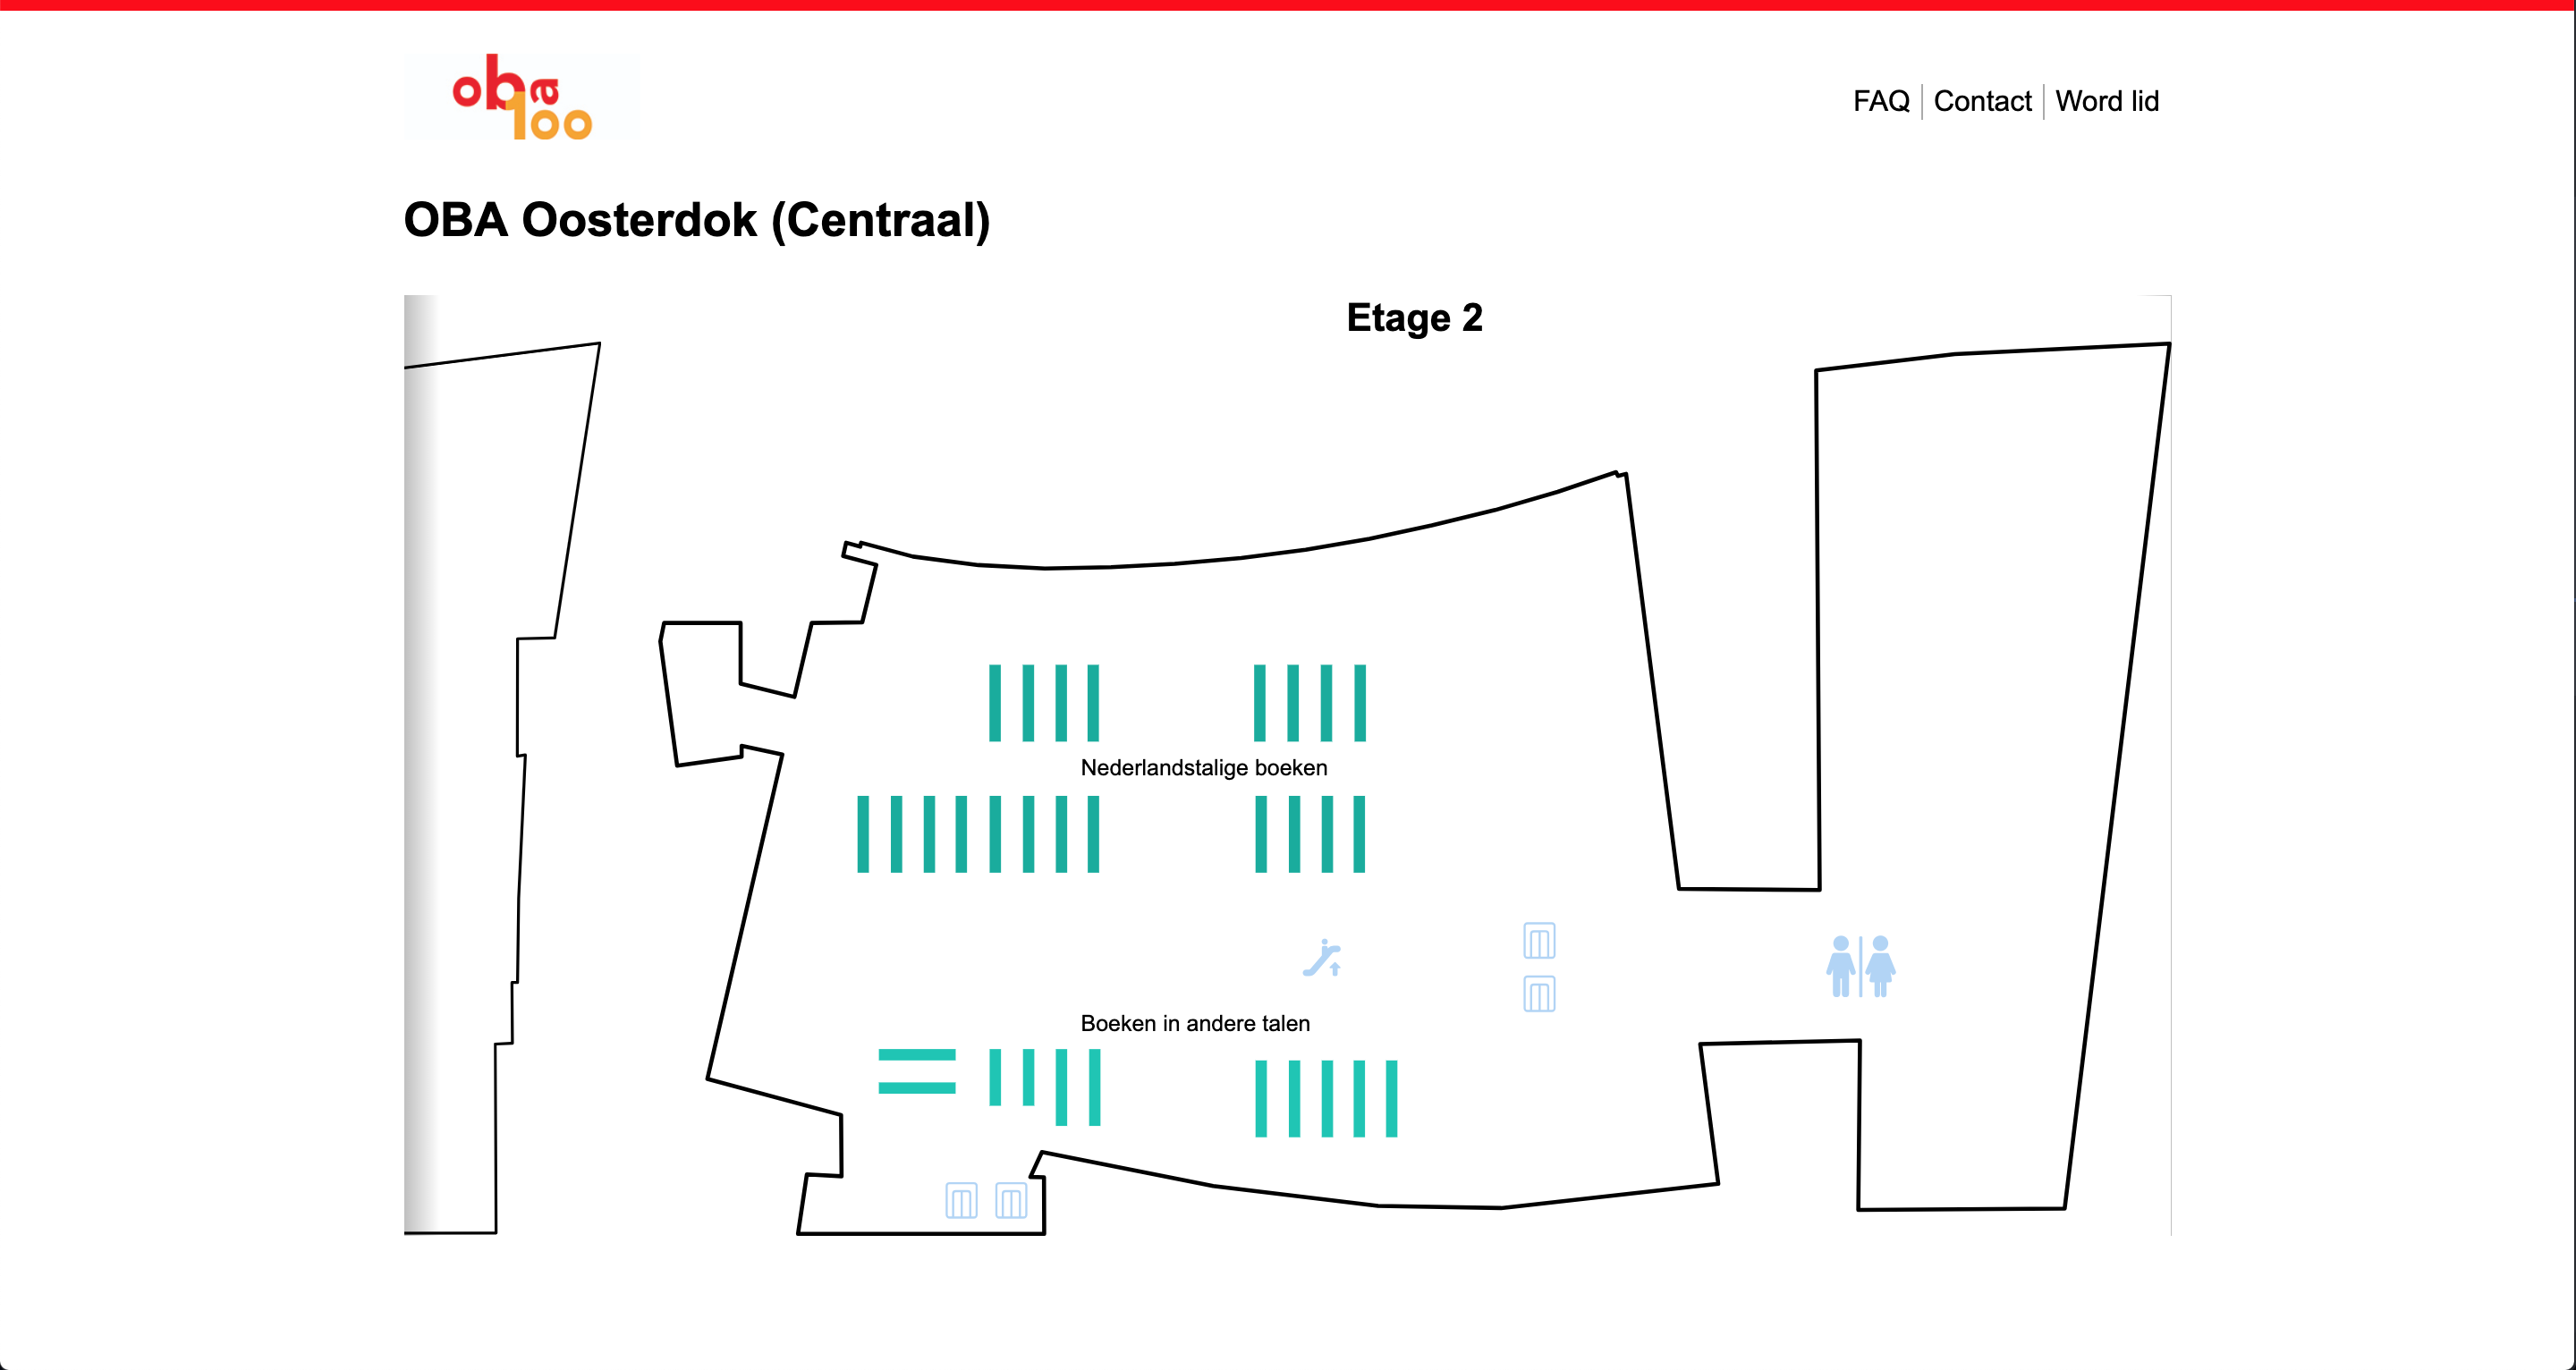 oba
100
FAQ Contact Word lid
OBA Oosterdok (Centraal)
Etage 2
Nederlandstalige boeken
Boeken in andere talen